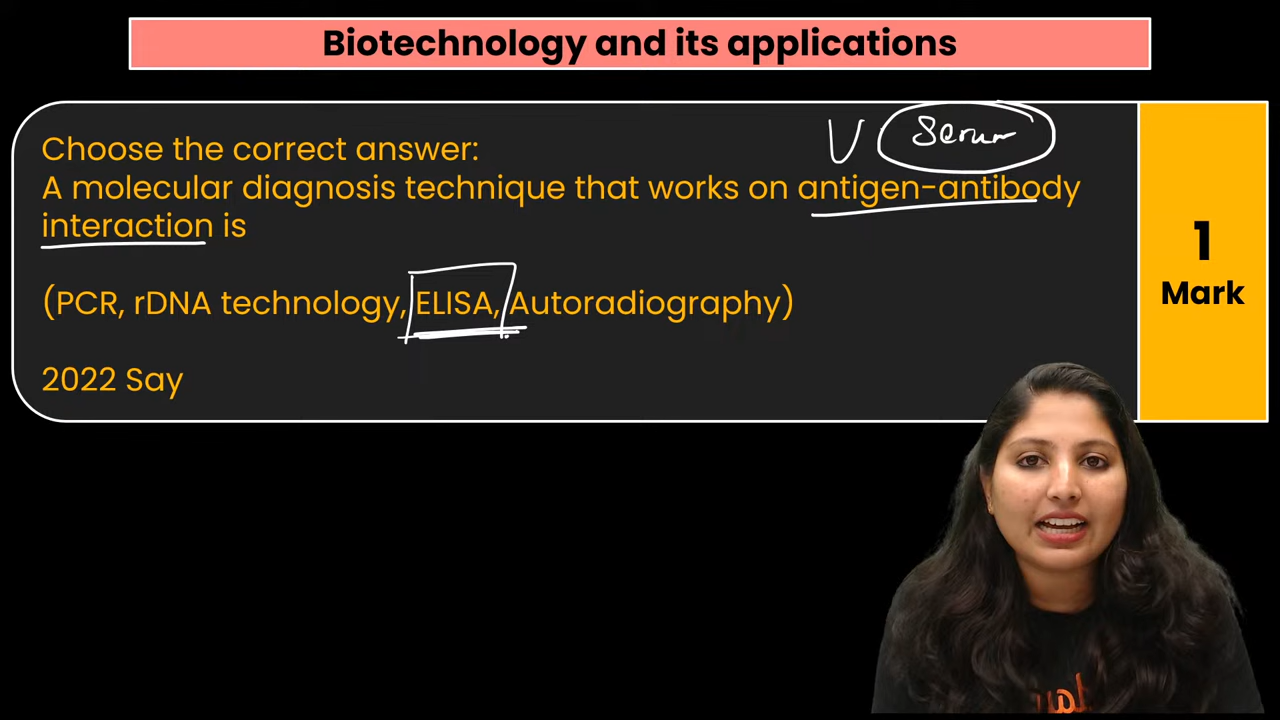 Biotechnology and its applications
V Serum
Choose the correct answer:
A molecular diagnosis technique that works on antigen-antibody
interaction is
(PCR, rDNA technology, ELISA, Autoradiography)
2022 Say
1
Mark